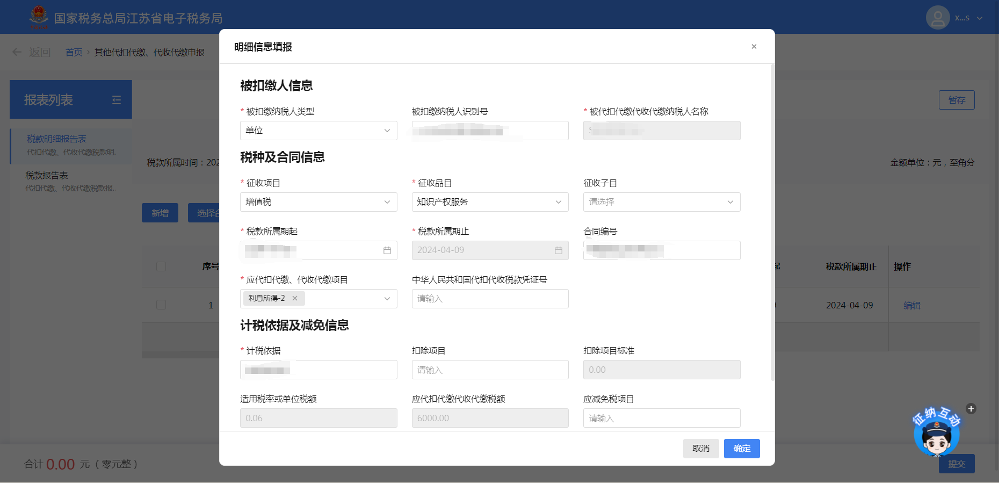 国家税务总局江苏省电子税务局
x...s
返回 首页 › 其他代扣代缴、代收代缴申报
报表列表
暂存
税款明细报告表
代扣代缴、代收代缴税款明..
税款报告表
代扣代缴、代收代缴税款报..
税款所属时间：202
金额单位：元，至角分
新增
选择合
序号
起
税款所属期止
操作
1
2024-04-09
编辑
合计 0.00 元（零元整）
提交
征纳互动
明细信息填报
×
被扣缴人信息
* 被扣缴纳税人类型
被扣缴纳税人识别号
* 被代扣代缴代收代缴纳税人名称
单位
税种及合同信息
* 征收项目
* 征收品目
征收子目
增值税
知识产权服务
请选择
* 税款所属期起
* 税款所属期止
合同编号
2024-04-09
* 应代扣代缴、代收代缴项目
中华人民共和国代扣代收税款凭证号
利息所得-2 ×
请输入
计税依据及减免信息
* 计税依据
扣除项目
扣除项目标准
请输入
0.00
适用税率或单位税额
应代扣代缴代收代缴税额
应减免税项目
0.06
6000.00
请输入
取消
确定